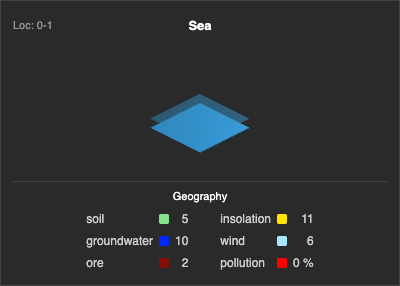 Loc: 0-1
Sea
Geography
soil 5 insolation 11
groundwater 10 wind 6
ore 2 pollution 0 %